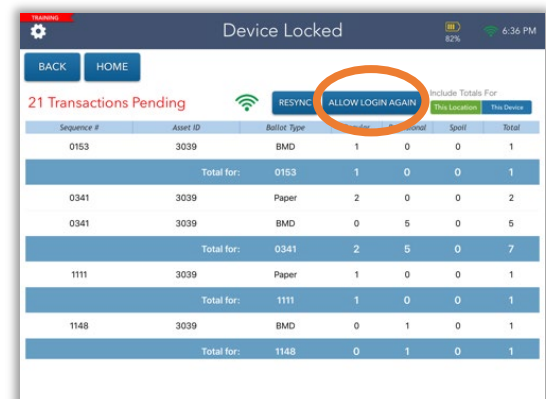 TRAINING
Device Locked
82%
6:36 PM
BACK HOME
21 Transactions Pending RESYNC ALLOW LOGIN AGAIN Include Totals For
This Location This Device
Sequence # Asset ID Ballot Type Spoil Total
0153 3039 BMD 1 0 0 1
Total for: 0153 1 0 0 1
0341 3039 Paper 2 0 0 2
0341 3039 BMD 0 5 0 5
Total for: 0341 2 5 0 7
1111 3039 Paper 1 0 0 1
Total for: 1111 1 0 0 1
1148 3039 BMD 0 1 0 1
Total for: 1148 0 1 0 1